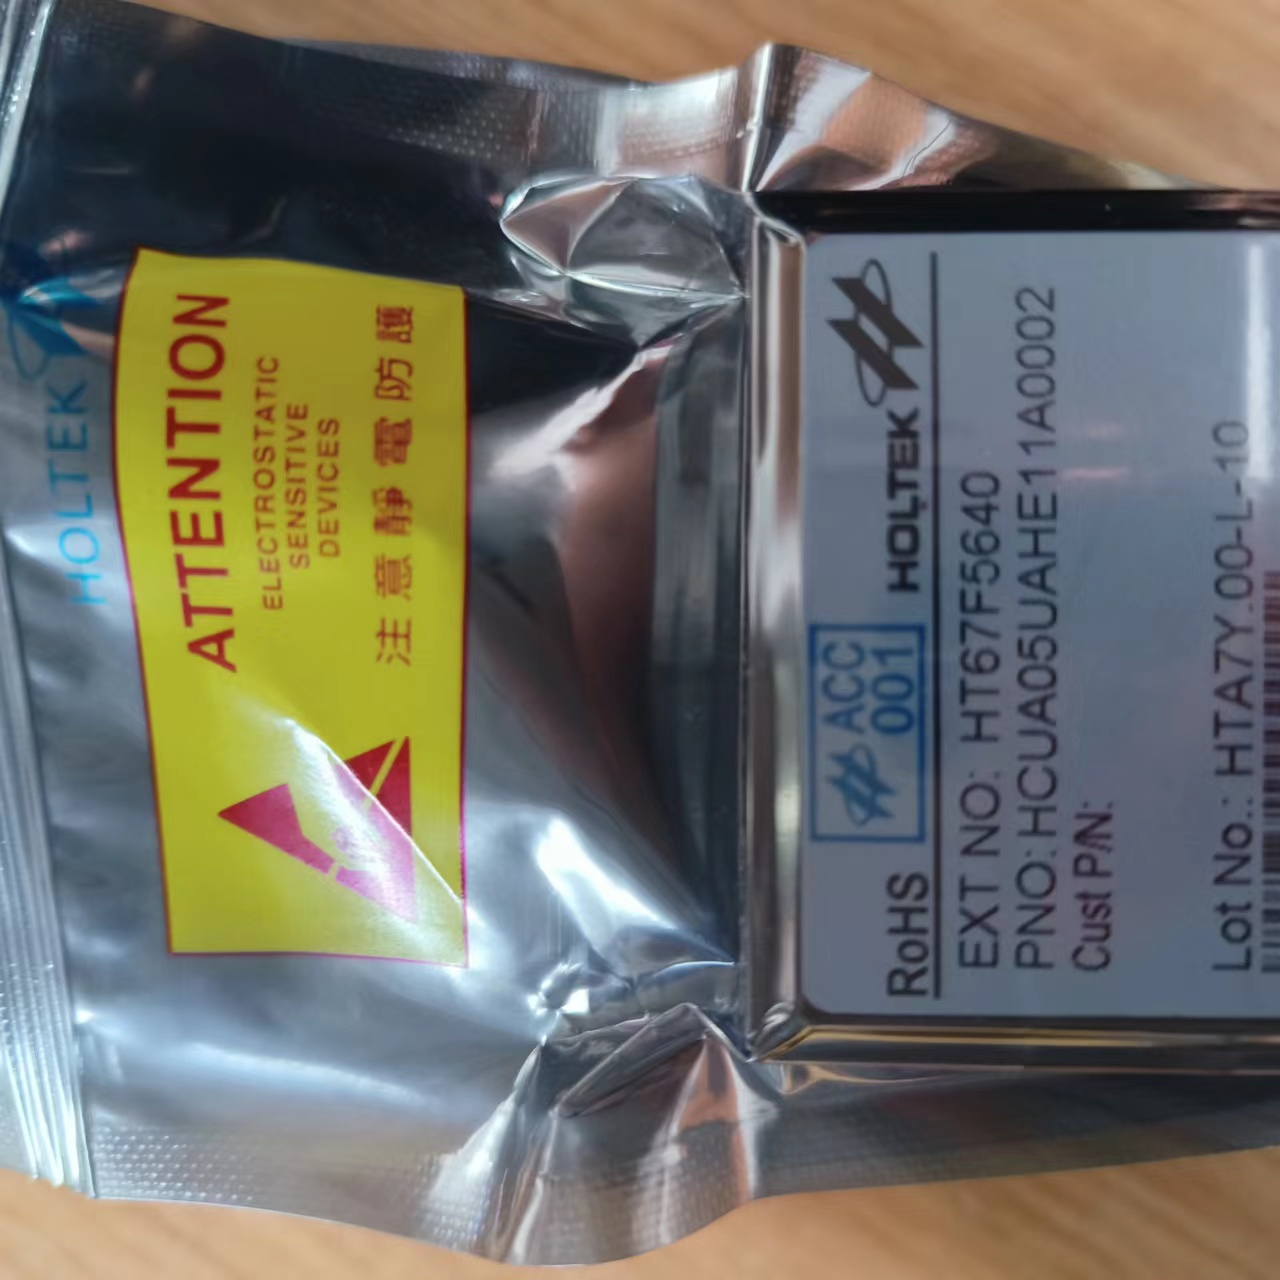 HOLTEK
ATTENTION
ELECTROSTATIC
SENSITIVE
DEVICES
注意靜電防護
RoHS
ACC
001
HOLTEK
EXT NO: HT67F5640
PNO: HCUA05UAHE11A0002
Cust P/N:
Lot No.: HTA7Y.00-L-10